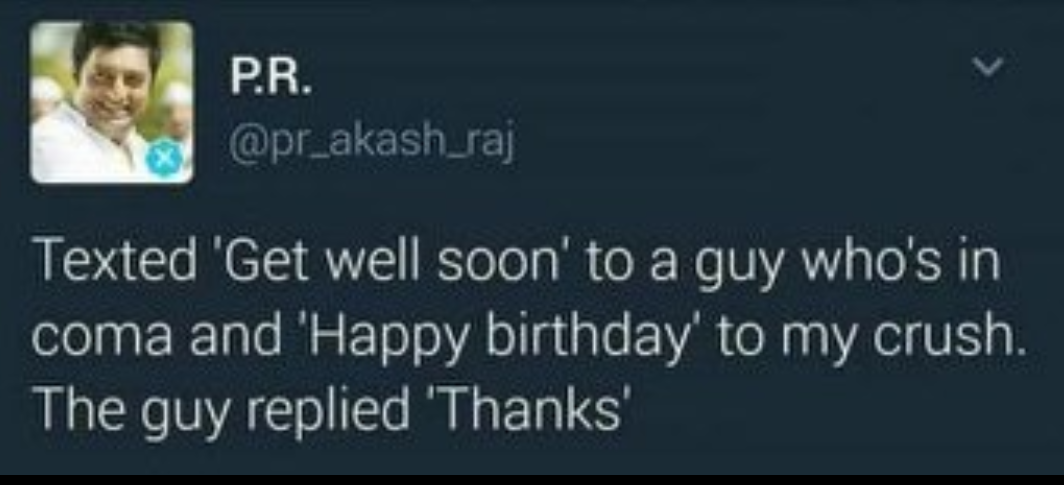 P.R.
@pr_akash_raj
Texted 'Get well soon' to a guy who's in
coma and 'Happy birthday' to my crush.
The guy replied 'Thanks'